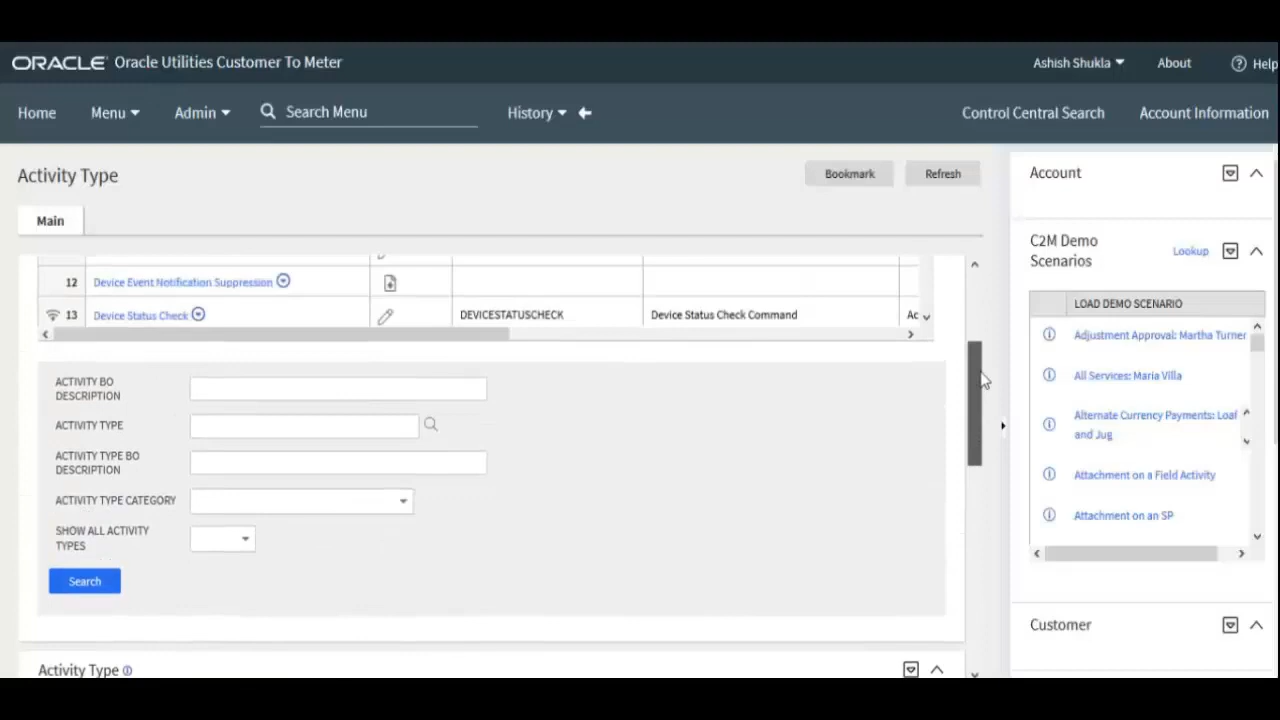 ORACLE Oracle Utilities Customer To Meter
Ashish Shukla About Help
Home Menu Admin Search Menu History Control Central Search Account Information
Activity Type Bookmark Refresh
Main
12 Device Event Notification Suppression
13 Device Status Check DEVICESTATUSCHECK Device Status Check Command Ac
ACTIVITY BO
DESCRIPTION
ACTIVITY TYPE
ACTIVITY TYPE BO
DESCRIPTION
ACTIVITY TYPE CATEGORY
SHOW ALL ACTIVITY
TYPES
Search
Activity Type
Account
C2M Demo
Scenarios
Lookup
LOAD DEMO SCENARIO
Adjustment Approval: Martha Turner
All Services: Maria Villa
Alternate Currency Payments: Loaf
and Jug
Attachment on a Field Activity
Attachment on an SP
Customer